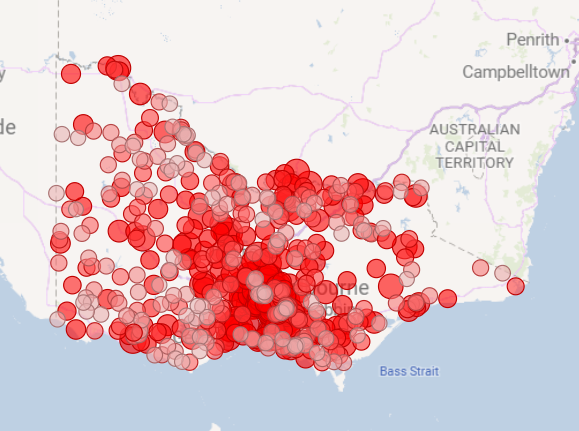 Penrith
Campbelltown
AUSTRALIAN
CAPITAL
TERRITORY
Bass Strait